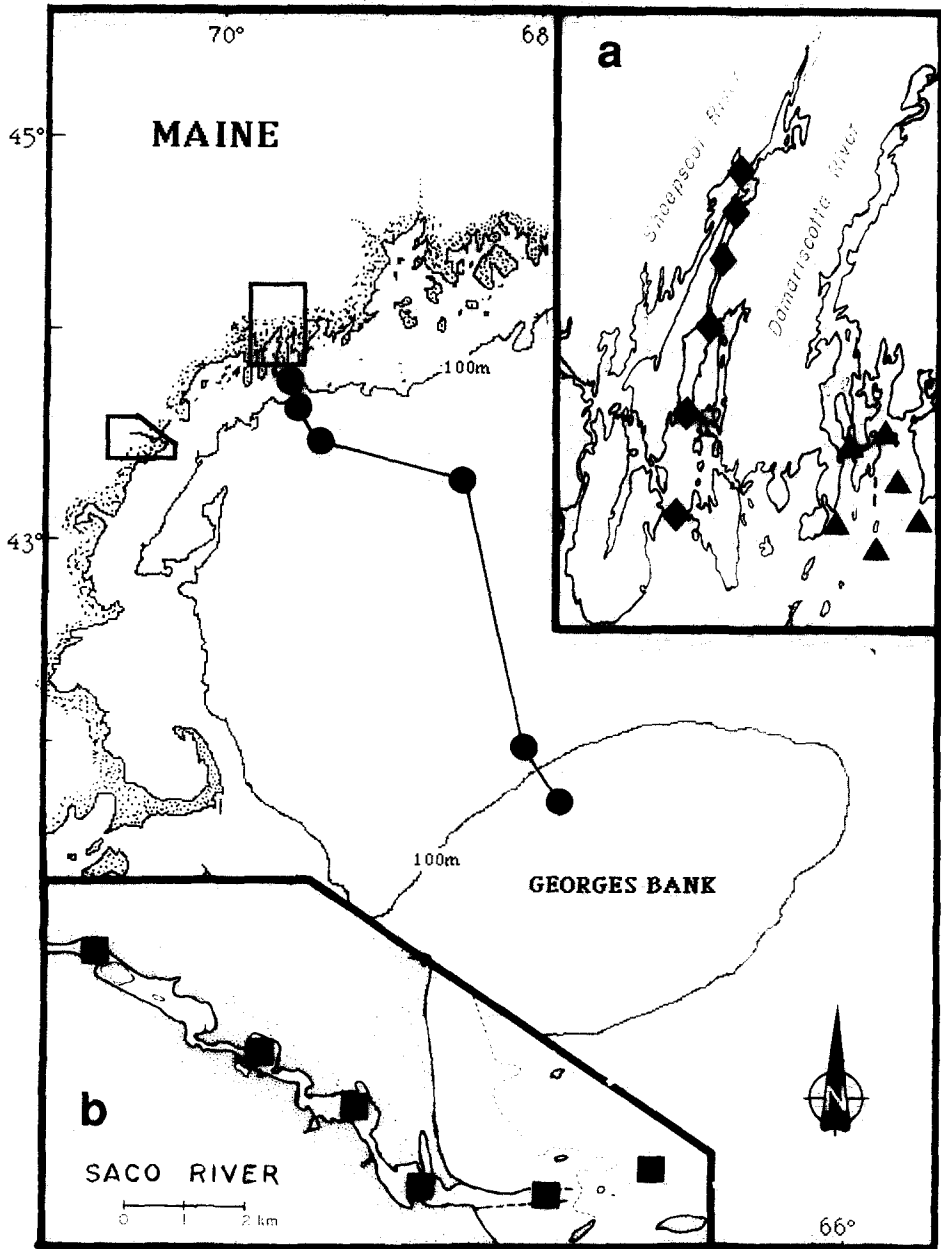 70°
68
a
45°
MAINE
Sheepscot River
Damariscotta River
100m
43°
100m
GEORGES BANK
b
N
SACO RIVER
0 1 2 km
66°